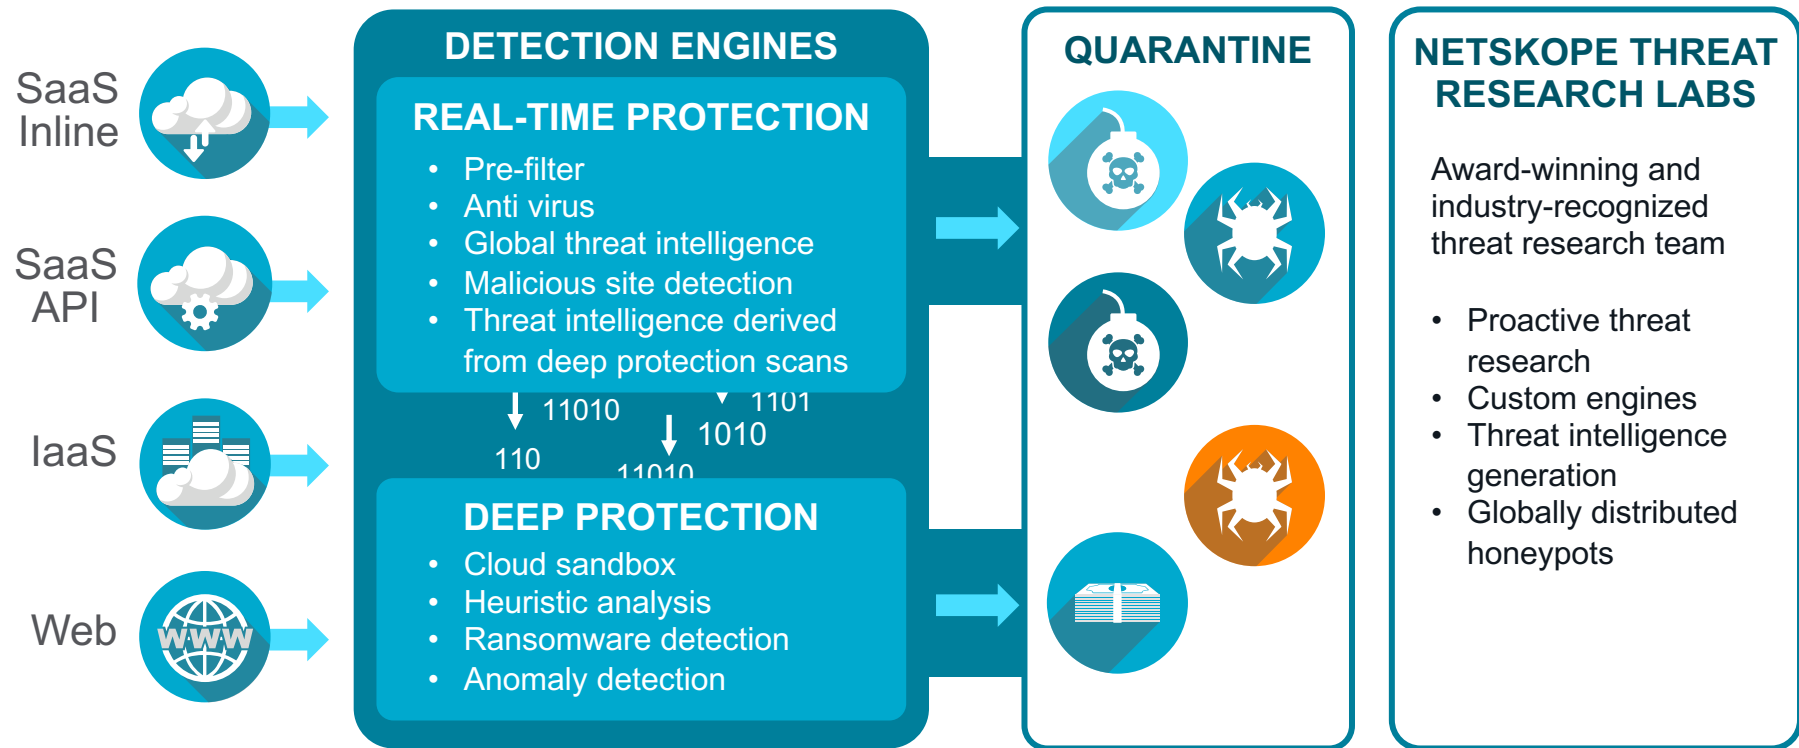 SaaS
Inline
SaaS
API
IaaS
Web
DETECTION ENGINES
REAL-TIME PROTECTION
• Pre-filter
• Anti virus
• Global threat intelligence
• Malicious site detection
• Threat intelligence derived
from deep protection scans
11010
1101
1010
110
11010
DEEP PROTECTION
• Cloud sandbox
• Heuristic analysis
• Ransomware detection
• Anomaly detection
QUARANTINE
NETSKOPE THREAT
RESEARCH LABS
Award-winning and
industry-recognized
threat research team
• Proactive threat
research
• Custom engines
• Threat intelligence
generation
• Globally distributed
honeypots
WWW